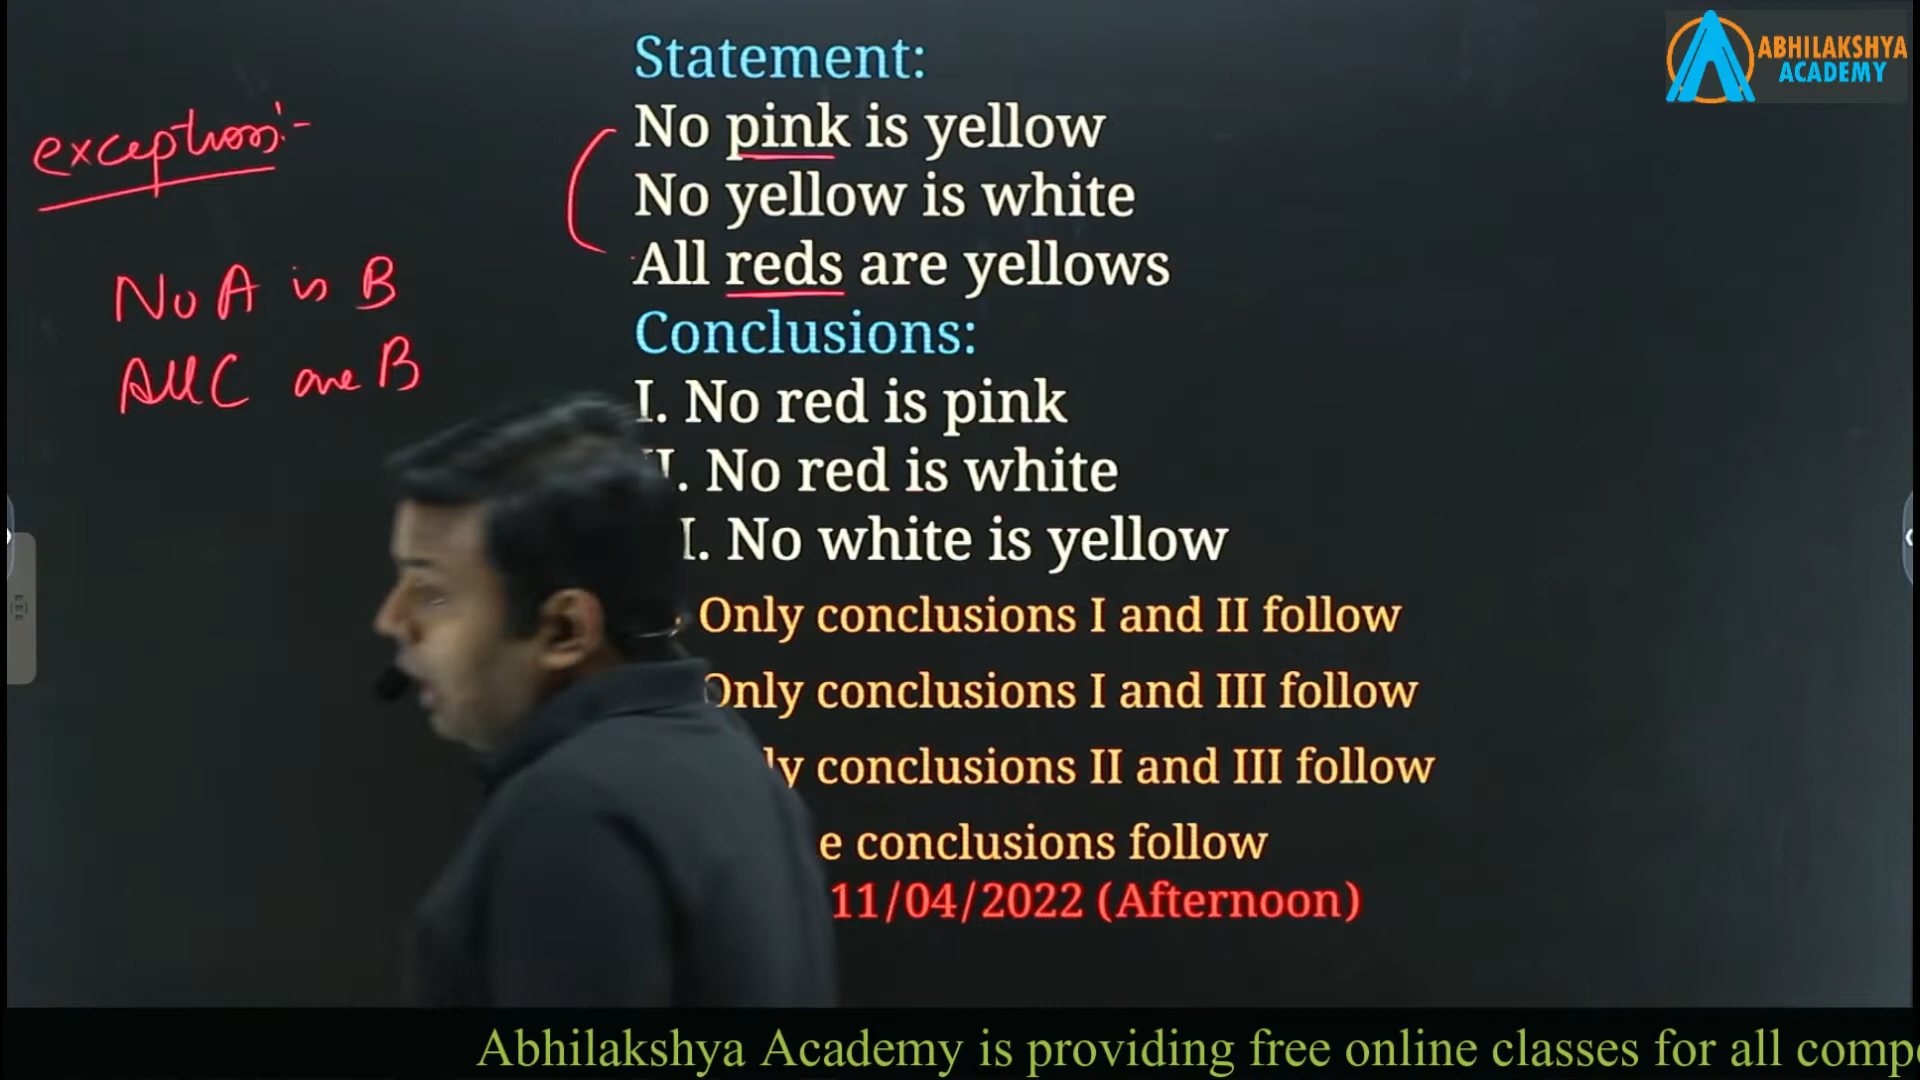 ABHILAKSHYA
ACADEMY
exception:-
No A is B
All C are B
Statement:
No pink is yellow
No yellow is white
All reds are yellows
Conclusions:
I. No red is pink
II. No red is white
I. No white is yellow
Only conclusions I and II follow
Only conclusions I and III follow
ly conclusions II and III follow
e conclusions follow
11/04/2022 (Afternoon)
Abhilakshya Academy is providing free online classes for all comp